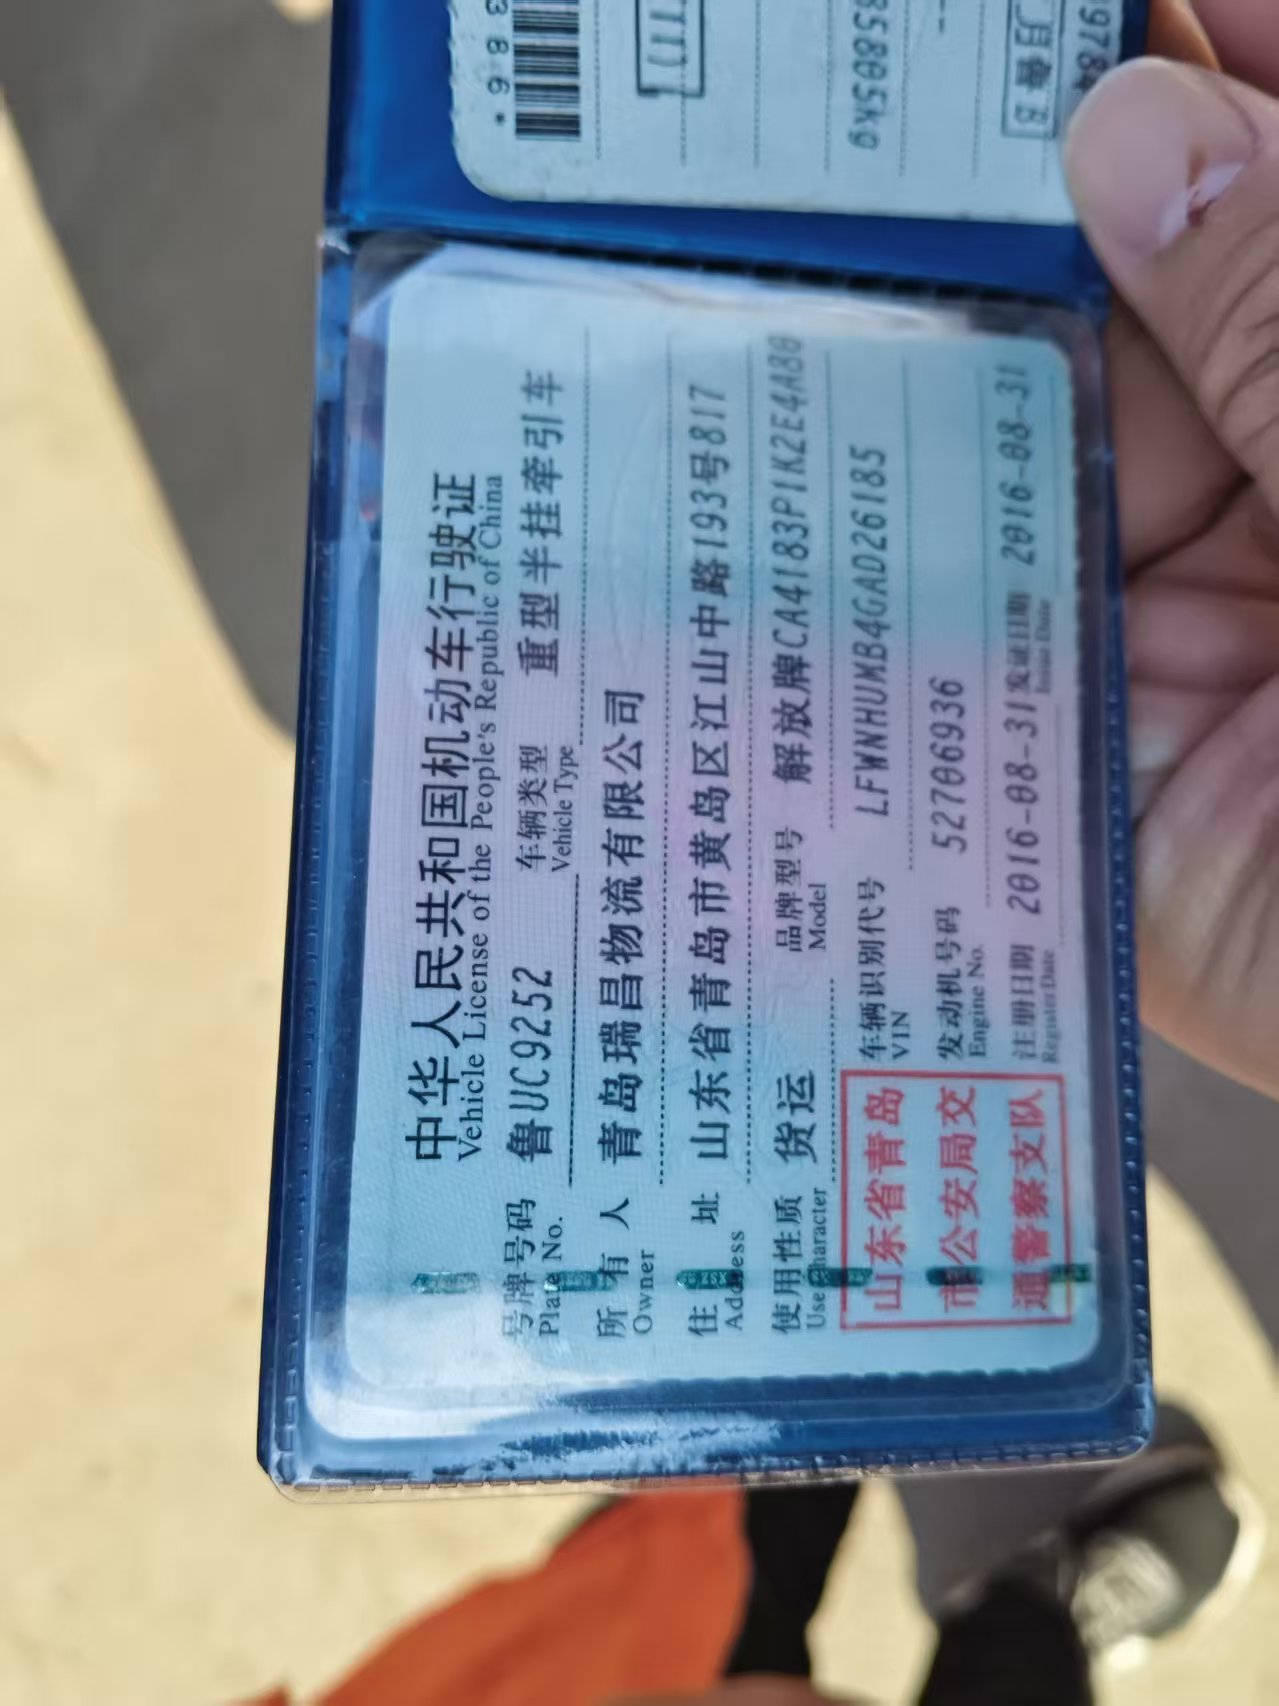 中华人民共和国机动车行驶证
Vehicle License of the People's Republic of China
号牌号码 鲁UC9252 车辆类型 重型半挂牵引车
Plate No. Vehicle Type
所有人 青岛瑞昌物流有限公司
Owner
住址 山东省青岛市黄岛区江山中路193号817
Address
使用性质 货运 品牌型号 解放牌CA4183P1K2E4A80
Use Character Model
山东省青岛
市公安局交
通警察支队
车辆识别代号 LFWNHUMB4GAD26185
VIN
发动机号码 52706936
Engine No.
注册日期 2016-08-31 发证日期 2016-08-31
Register Date Issue Date
386*
8505kg